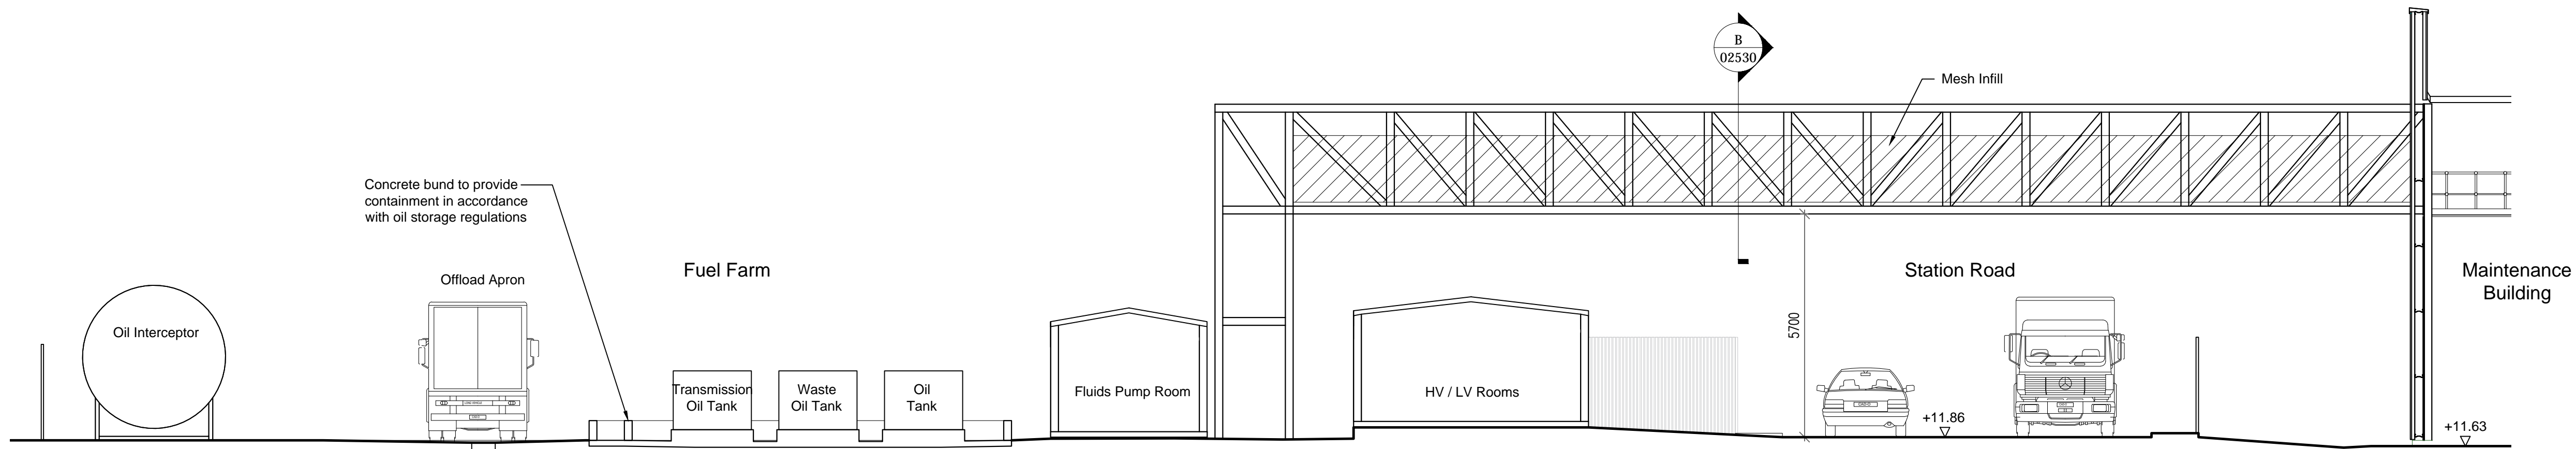 B
02530
Mesh Infill
Concrete bund to provide
containment in accordance
with oil storage regulations
Fuel Farm
Offload Apron
Station Road
Maintenance
Building
Oil Interceptor
5700
Transmission
Oil Tank
Waste
Oil Tank
Oil
Tank
Fluids Pump Room
HV / LV Rooms
+11.86
+11.63